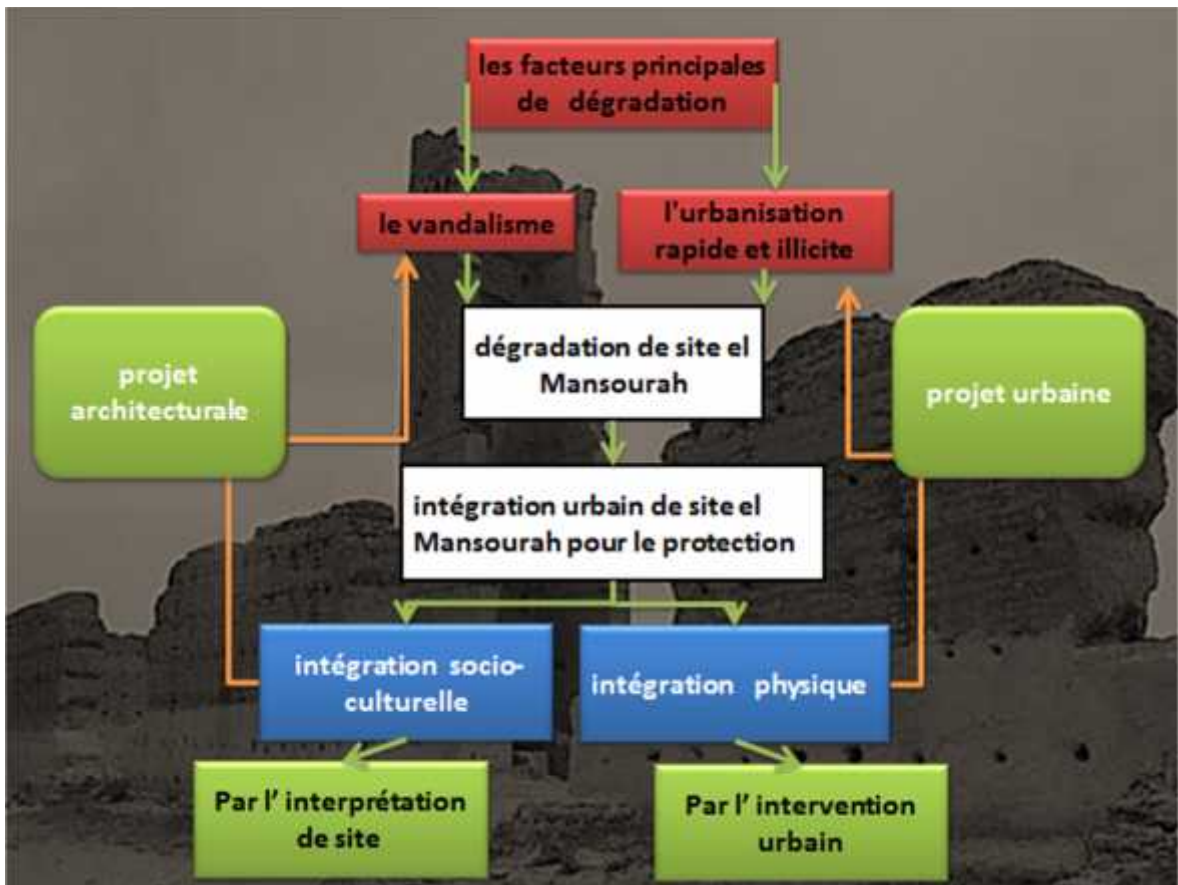 les facteurs principales
de dégradation
le vandalisme
l'urbanisation
rapide et illicite
dégradation de site el
Mansourah
projet
architecturale
projet urbaine
intégration urbain de site el
Mansourah pour le protection
intégration socio-
culturelle
intégration physique
Par l' interprétation
de site
Par l' intervention
urbain